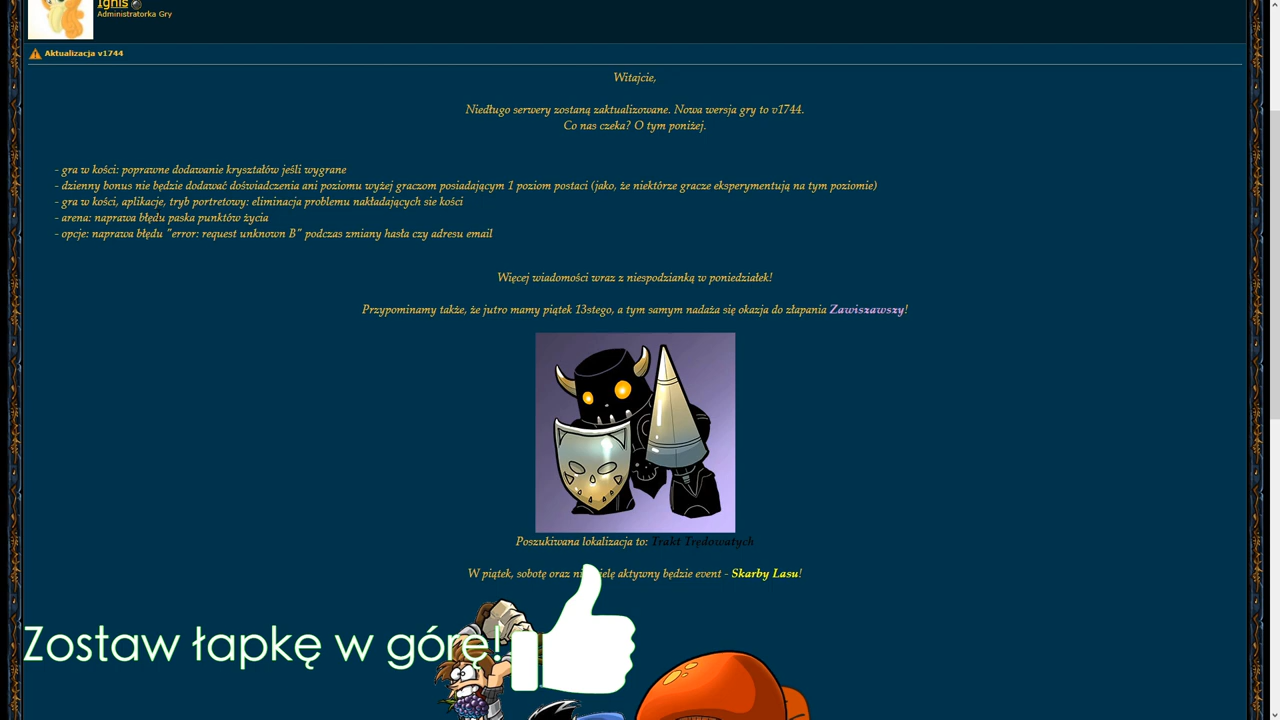 Ignis
Administratorka Gry
Aktualizacja v1744
Witajcie,
Niedługo serwery zostaną zaktualizowane. Nowa wersja gry to v1744.
Co nas czeka? O tym poniżej.
- gra w kości: poprawne dodawanie kryształów jeśli wygrane
- dzienny bonus nie będzie dodawać doświadczenia ani poziomu wyżej graczom posiadającym 1 poziom postaci (jako, że niektórze gracze eksperymentują na tym poziomie)
- gra w kości, aplikacje, tryb portretowy: eliminacja problemu nakładających sie kości
- arena: naprawa błędu paska punktów życia
- opcje: naprawa błędu "error: request unknown B" podczas zmiany hasła czy adresu email
Więcej wiadomości wraz z niespodzianką w poniedziałek!
Przypominamy także, że jutro mamy piątek 13stego, a tym samym nadaża się okazja do złapania Zawiszawszy!
Poszukiwana lokalizacja to: Trakt Trędowatych
W piątek, sobotę oraz aktywny będzie event - Skarby Lasu!
Zostaw łapkę w górę!